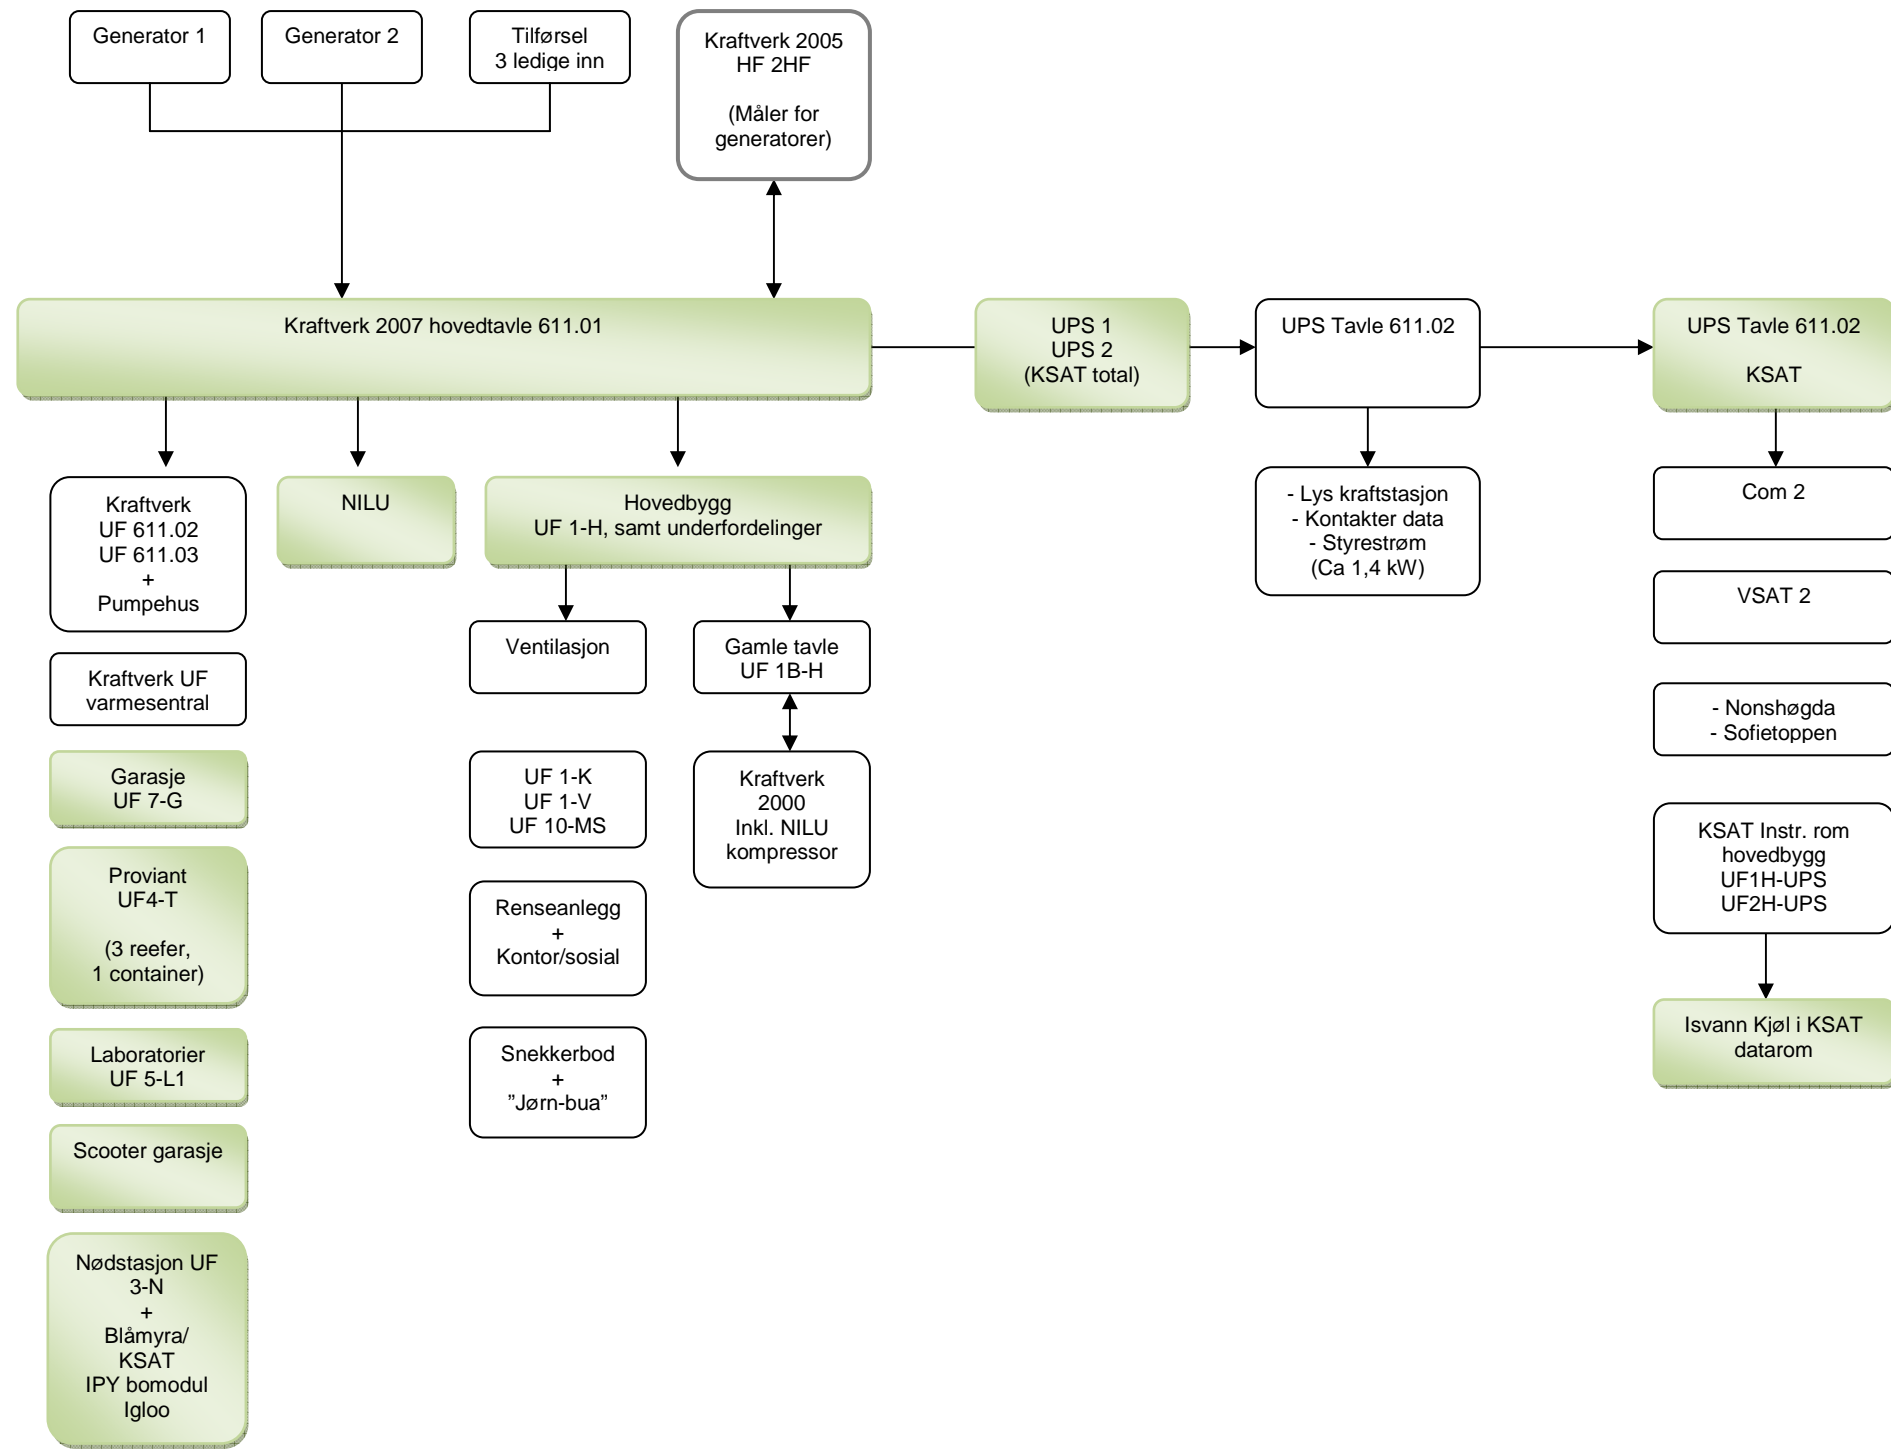 Generator 1
Generator 2
Tilførsel
3 ledige inn
Kraftverk 2005
HF 2HF
(Måler for
generatorer)
Kraftverk 2007 hovedtavle 611.01
UPS 1
UPS 2
(KSAT total)
UPS Tavle 611.02
UPS Tavle 611.02
KSAT
Kraftverk
UF 611.02
UF 611.03
+
Pumpehus
Kraftverk UF
varmesentral
Garasje
UF 7-G
Proviant
UF4-T
(3 reefer,
1 container)
Laboratorier
UF 5-L1
Scooter garasje
Nødstasjon UF
3-N
+
Blåmyra/
KSAT
IPY bomodul
Igloo
NILU
Hovedbygg
UF 1-H, samt underfordelinger
Ventilasjon
UF 1-K
UF 1-V
UF 10-MS
Renseanlegg
+
Kontor/sosial
Snekkerbod
+
”Jørn-bua”
Gamle tavle
UF 1B-H
Kraftverk
2000
Inkl. NILU
kompressor
- Lys kraftstasjon
- Kontakter data
- Styrestrøm
(Ca 1,4 kW)
Com 2
VSAT 2
- Nonshøgda
- Sofietoppen
KSAT Instr. rom
hovedbygg
UF1H-UPS
UF2H-UPS
Isvann Kjøl i KSAT
datarom